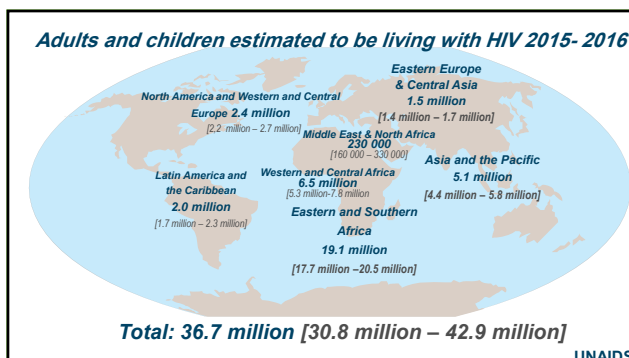 Adults and children estimated to be living with HIV 2015- 2016
Eastern Europe
& Central Asia
1.5 million
[1.4 million – 1.7 million]
North America and Western and Central
Europe 2.4 million
[2.2 million – 2.7 million]
Middle East & North Africa
230 000
[160 000 – 330 000]
Asia and the Pacific
5.1 million
[4.4 million – 5.8 million]
Western and Central Africa
6.5 million
[5.3 million-7.8 million
Latin America and
the Caribbean
2.0 million
[1.7 million – 2.3 million]
Eastern and Southern
Africa
19.1 million
[17.7 million –20.5 million]
Total: 36.7 million [30.8 million – 42.9 million]
UNAIDS